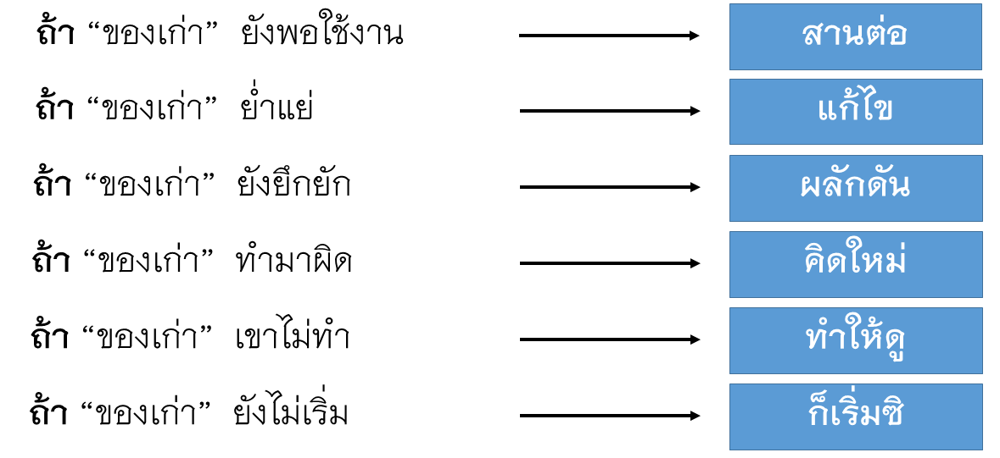 ถ้า “ของเก่า” ยังพอใช้งาน สานต่อ
ถ้า “ของเก่า” ย่ำแย่ แก้ไข
ถ้า “ของเก่า” ยังยึกยัก ผลักดัน
ถ้า “ของเก่า” ทำมาผิด คิดใหม่
ถ้า “ของเก่า” เขาไม่ทำ ทำให้ดู
ถ้า “ของเก่า” ยังไม่เริ่ม ก็เริ่มซิ